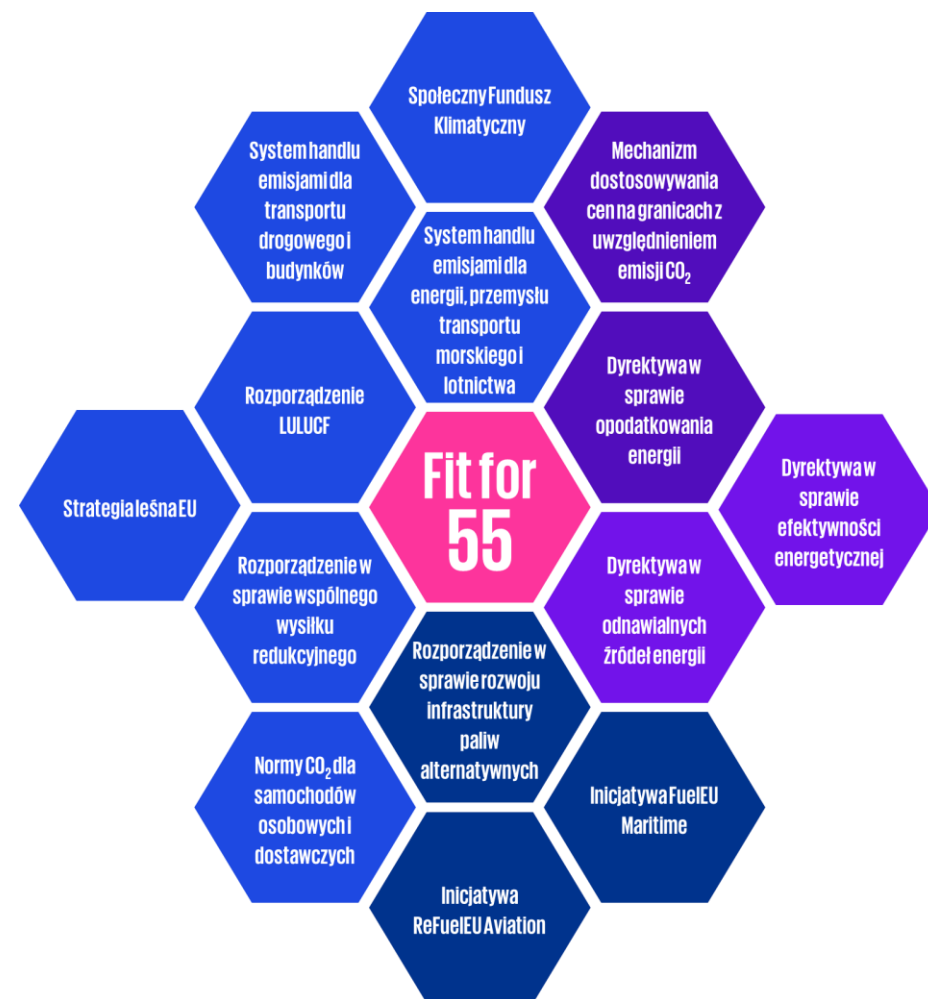 Społeczny Fundusz
Klimatyczny
System handlu
emisjami dla
transportu
drogowego i
budynków
Mechanizm
dostosowywania
cen na granicach z
uwzględnieniem
emisji CO₂
System handlu
emisjami dla
energii, przemysłu
transportu
morskiego i
lotnictwa
Rozporządzenie
LULUCF
Dyrektywa w
sprawie
opodatkowania
energii
Strategia leśna EU
Fit for
55
Dyrektywa w
sprawie
efektywności
energetycznej
Rozporządzenie w
sprawie wspólnego
wysiłku
redukcyjnego
Dyrektywa w
sprawie
odnawialnych
źródeł energii
Rozporządzenie w
sprawie rozwoju
infrastruktury
paliw
alternatywnych
Normy CO₂ dla
samochodów
osobowych i
dostawczych
Inicjatywa FuelEU
Maritime
Inicjatywa
ReFuelEU Aviation